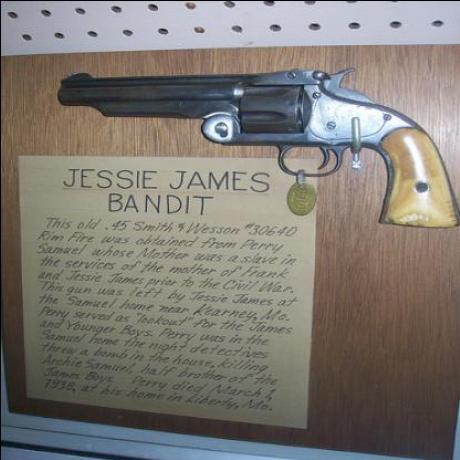 JESSIE JAMES
BANDIT
This old .45 Smith & Wesson #30640
Rim Fire was obtained from Perry
Samuel whose Mother was a slave in
the services of the mother of Frank
and Jessie James prior to the Civil War.
This gun was left by Jessie James at
the Samuel home near Kearney, Mo.
Perry served as "lookout" for the James
and Younger Boys. Perry was in the
Samuel home the night detectives
threw a bomb in the house, killing
Archie Samuel, half brother of the
James Boys. Perry died March
1938, at his home in Liberty, Mo.